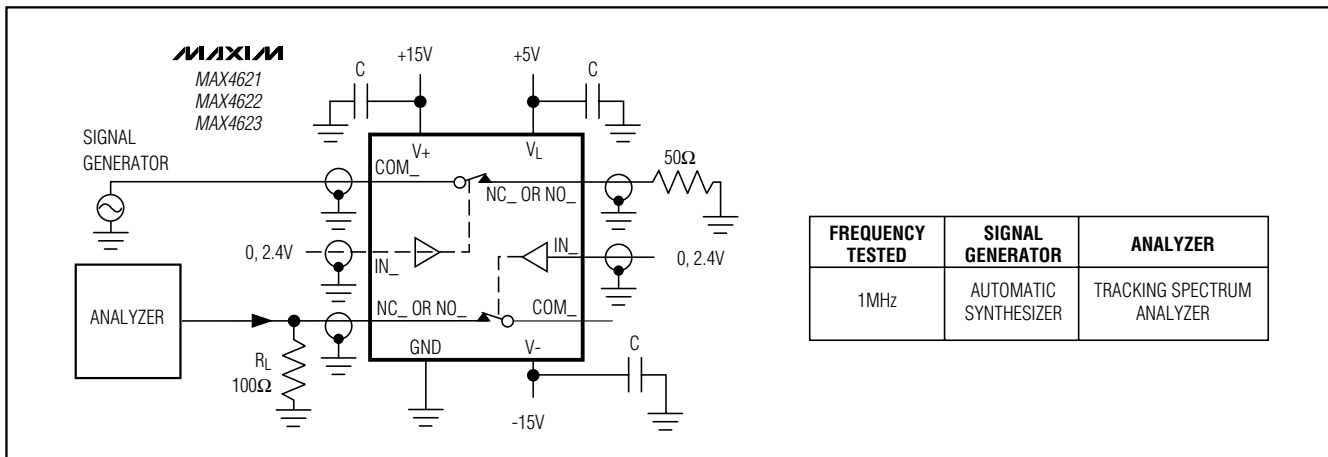 MAXIM
MAX4621
MAX4622
MAX4623
+15V
+5V
C
C
V+
VL
SIGNAL
GENERATOR
COM_
50Ω
NC_ OR NO_
0, 2.4V
IN_
IN_
0, 2.4V
ANALYZER
NC_ OR NO_
COM_
RL
100Ω
GND
V-
C
-15V
FREQUENCY TESTED
SIGNAL GENERATOR
ANALYZER
1MHz
AUTOMATIC SYNTHESIZER
TRACKING SPECTRUM ANALYZER